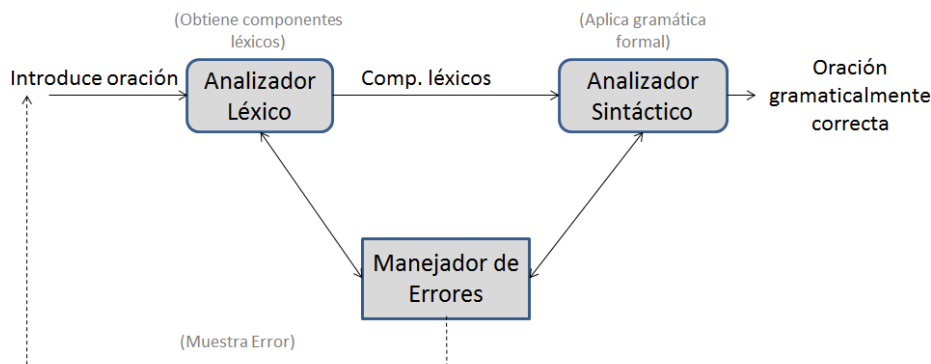 (Obtiene componentes
léxicos)
(Aplica gramática
formal)
Introduce oración
Analizador
Léxico
Comp. léxicos
Analizador
Sintáctico
Oración
gramaticalmente
correcta
Manejador de
Errores
(Muestra Error)